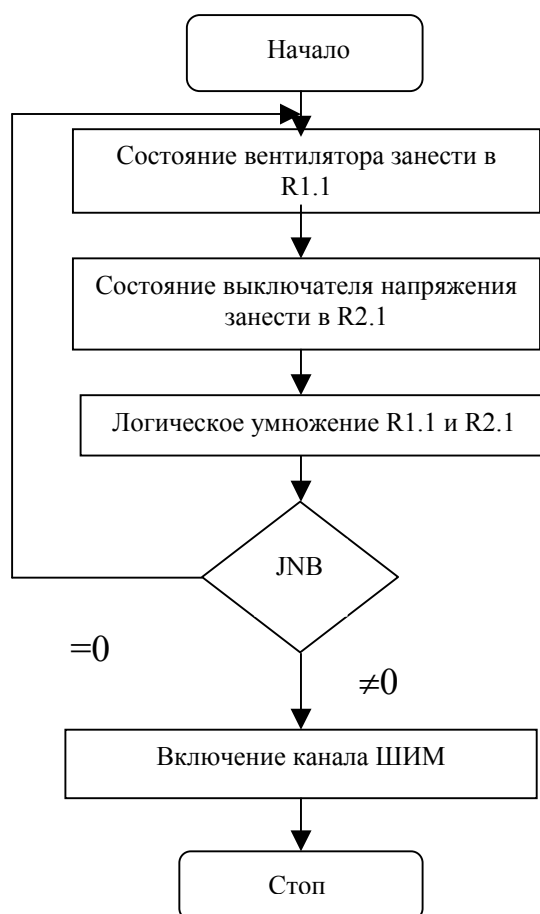 Начало
Состояние вентилятора занести в
R1.1
Состояние выключателя напряжения
занести в R2.1
Логическое умножение R1.1 и R2.1
JNB
=0
≠0
Включение канала ШИМ
Стоп